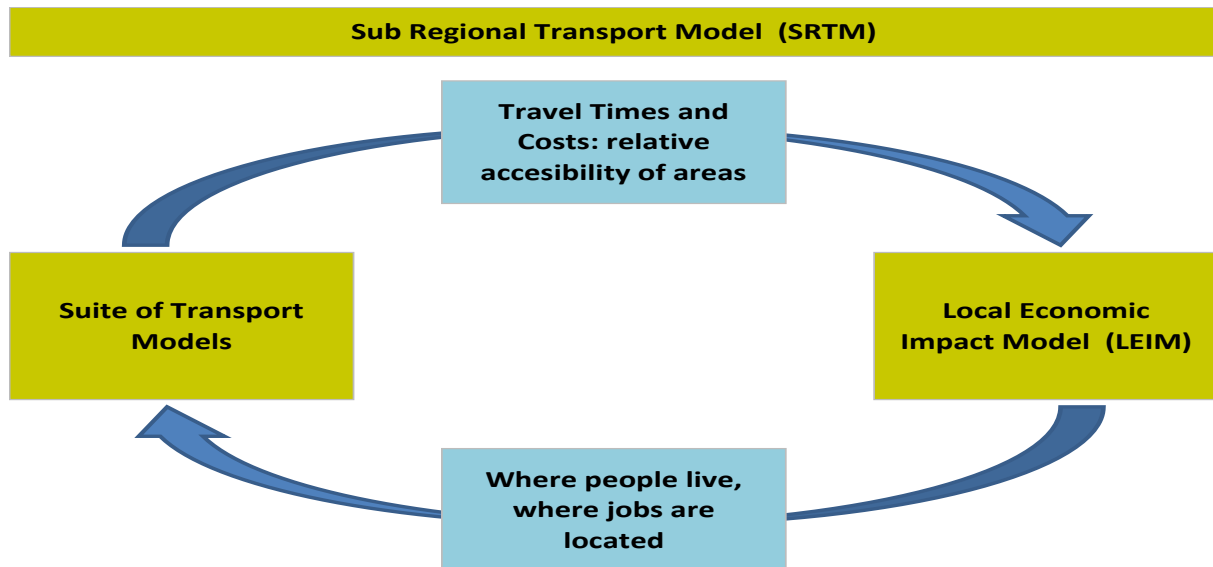 Sub Regional Transport Model  (SRTM)
Travel Times and
Costs: relative
accesibility of areas
Suite of Transport
Models
Local Economic
Impact Model  (LEIM)
Where people live,
where jobs are
located